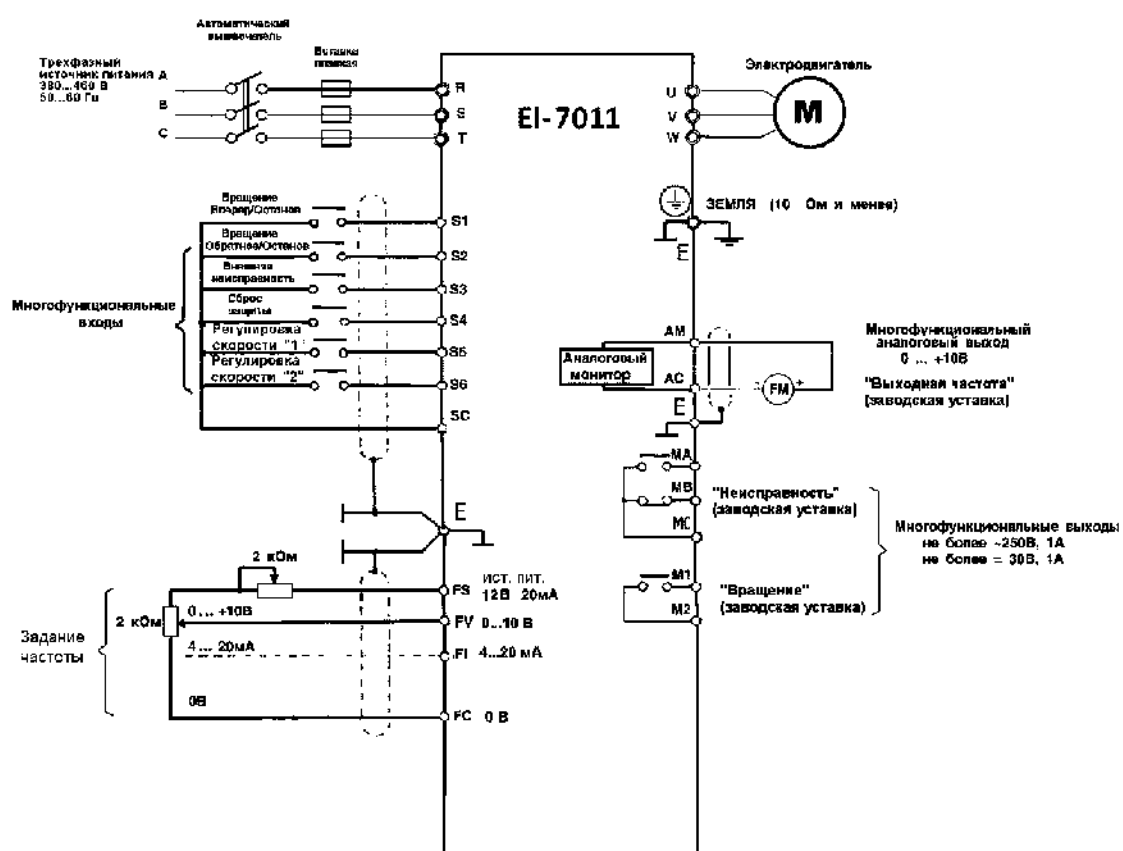 Автоматический
выключатель
Вставка
плавкая
Трехфазный
источник питания А
380...460 В
50...60 Гц
В
С
R
S
T
EI-7011
U
V
W
Электродвигатель
M
ЗЕМЛЯ (10 Ом и менее)
E
Вращение
Вперед/Останов
S1
Вращение
Обратное/Останов
S2
Внешняя
неисправность
S3
Сброс
защиты
S4
Регулировка
скорости "1"
S5
Регулировка
скорости "2"
S6
SC
Многофункциональные
входы
E
AM
Аналоговый
монитор
AC
FM
+
E
Многофункциональный
аналоговый выход
0 ... +10В
"Выходная частота"
(заводская уставка)
MA
MB
MC
"Неисправность"
(заводская уставка)
M1
M2
"Вращение"
(заводская уставка)
Многофункциональные выходы
не более ~250В, 1А
не более = 30В, 1А
2 кОм
FS
ИСТ. ПИТ.
12В 20мА
2 кОм
0... +10В
FV 0...10 В
4... 20мА
FI 4...20 мА
0В
FC 0 В
Задание
частоты